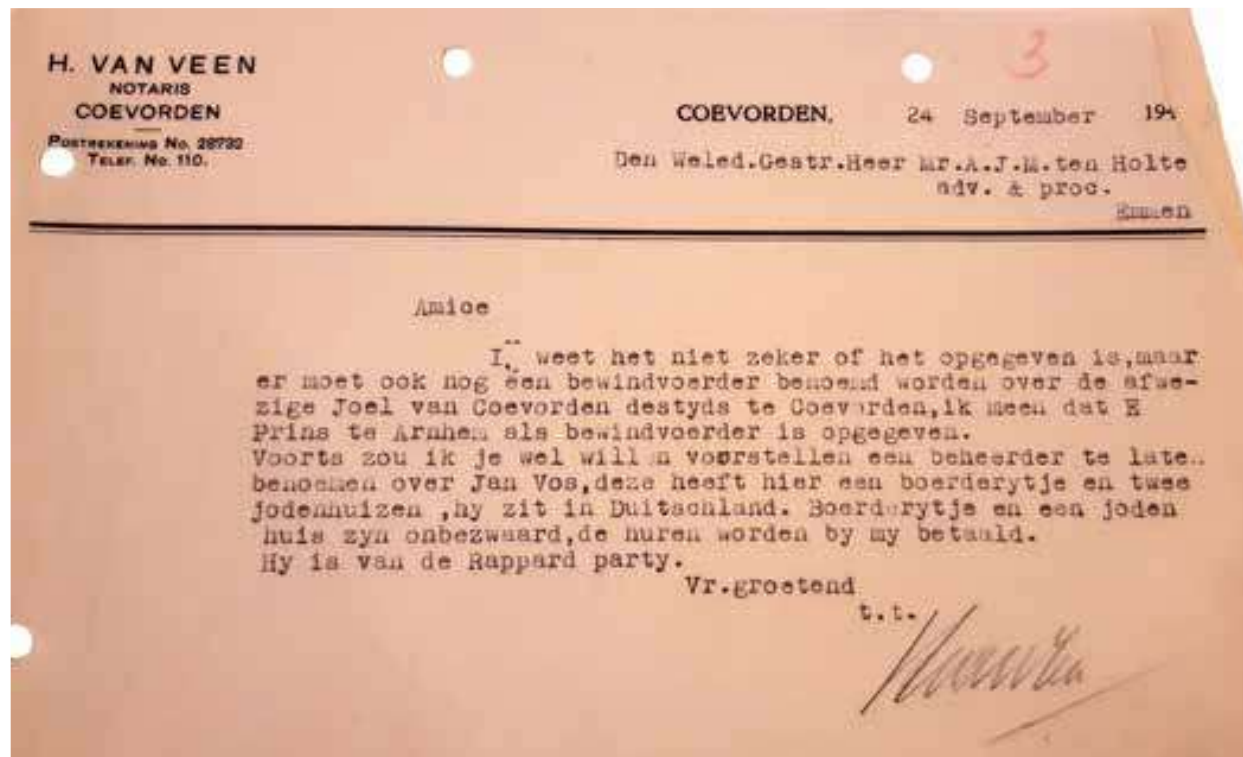 3
H. VAN VEEN
NOTARIS
COEVORDEN
POSTREKENING No. 28732
TELEF. No. 110.
COEVORDEN, 24 September 194
Den Weled.Gestr.Heer Mr.A.J.M.ten Holte
adv. & proc.
Emmen
Amice
weet het niet zeker of het opgegeven is,maar
er moet ook nog een bewindvoerder benoemd worden over de afwe-
zige Joel van Coevorden destyds te Coevorden,ik meen dat E
Prins te Arnhem als bewindvoerder is opgegeven.
Voorts zou ik je wel willen voorstellen een beheerder te laten
benoemen over Jan Vos,deze heeft hier een boerderytje en twee
jodenhuizen ,hy zit in Duitschland. Boerderytje en een joden
huis zyn onbezwaard,de huren worden by my betaald.
Hy is van de Rappard party.
Vr.groetend
t.t.